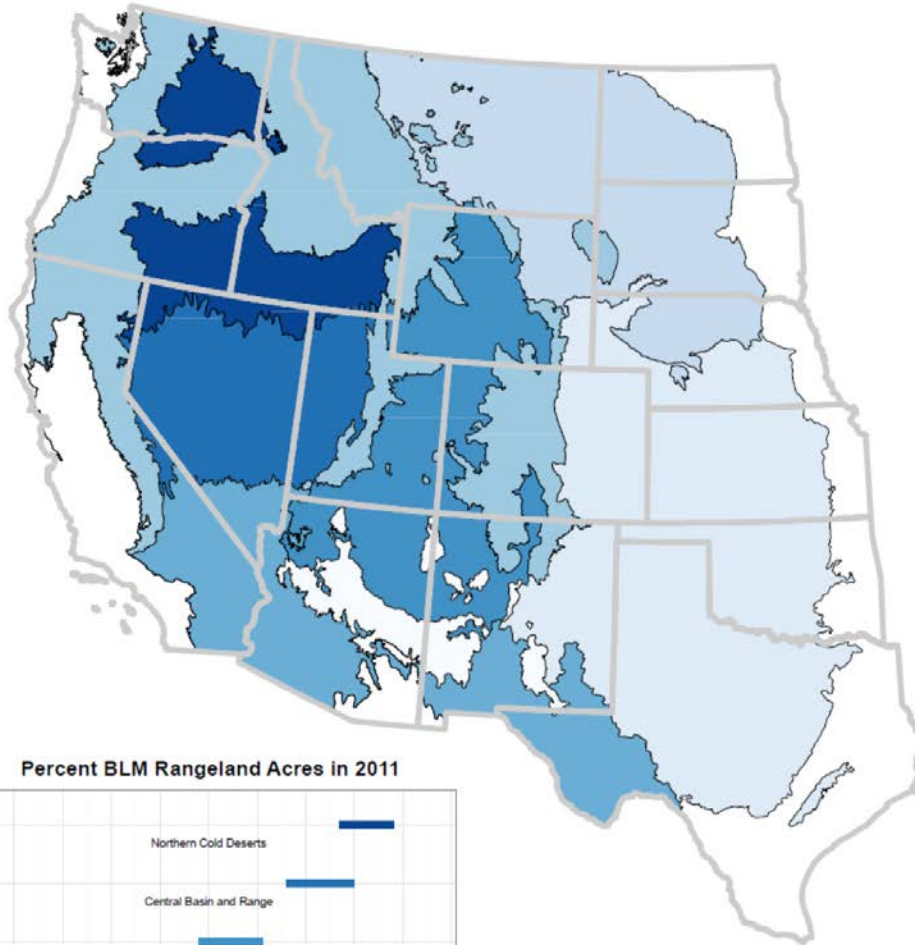 Percent BLM Rangeland Acres in 2011
Northern Cold Deserts
Central Basin and Range